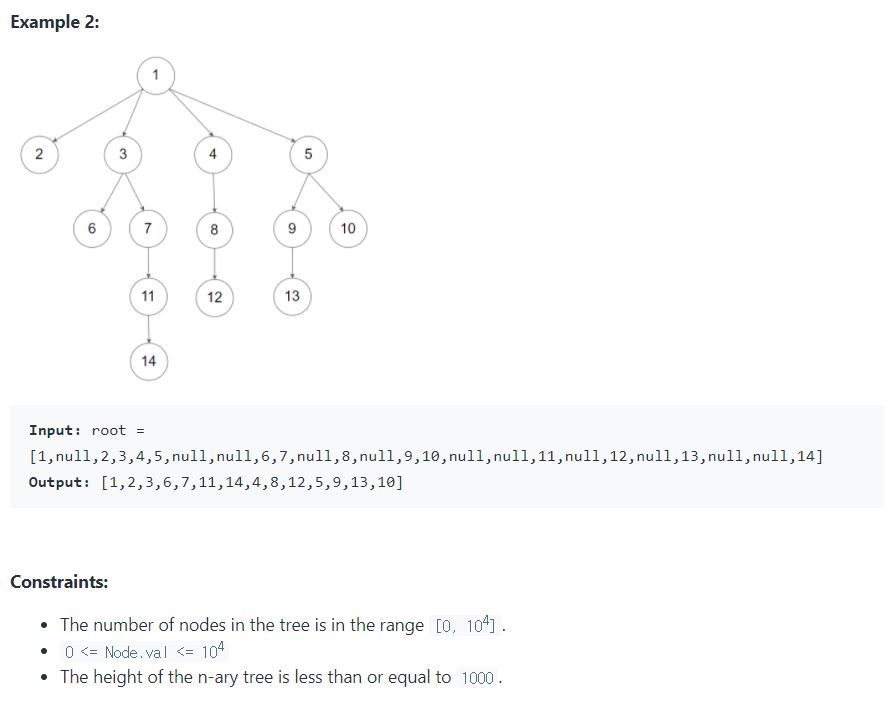 Example 2:
1
2 3 4 5
6 7 8 9 10
11 12 13
14
Input: root =
[1,null,2,3,4,5,null,null,6,7,null,8,null,9,10,null,null,11,null,12,null,13,null,null,14]
Output: [1,2,3,6,7,11,14,4,8,12,5,9,13,10]
Constraints:
• The number of nodes in the tree is in the range [0, 10⁴].
• 0 <= Node.val <= 10⁴
• The height of the n-ary tree is less than or equal to 1000.